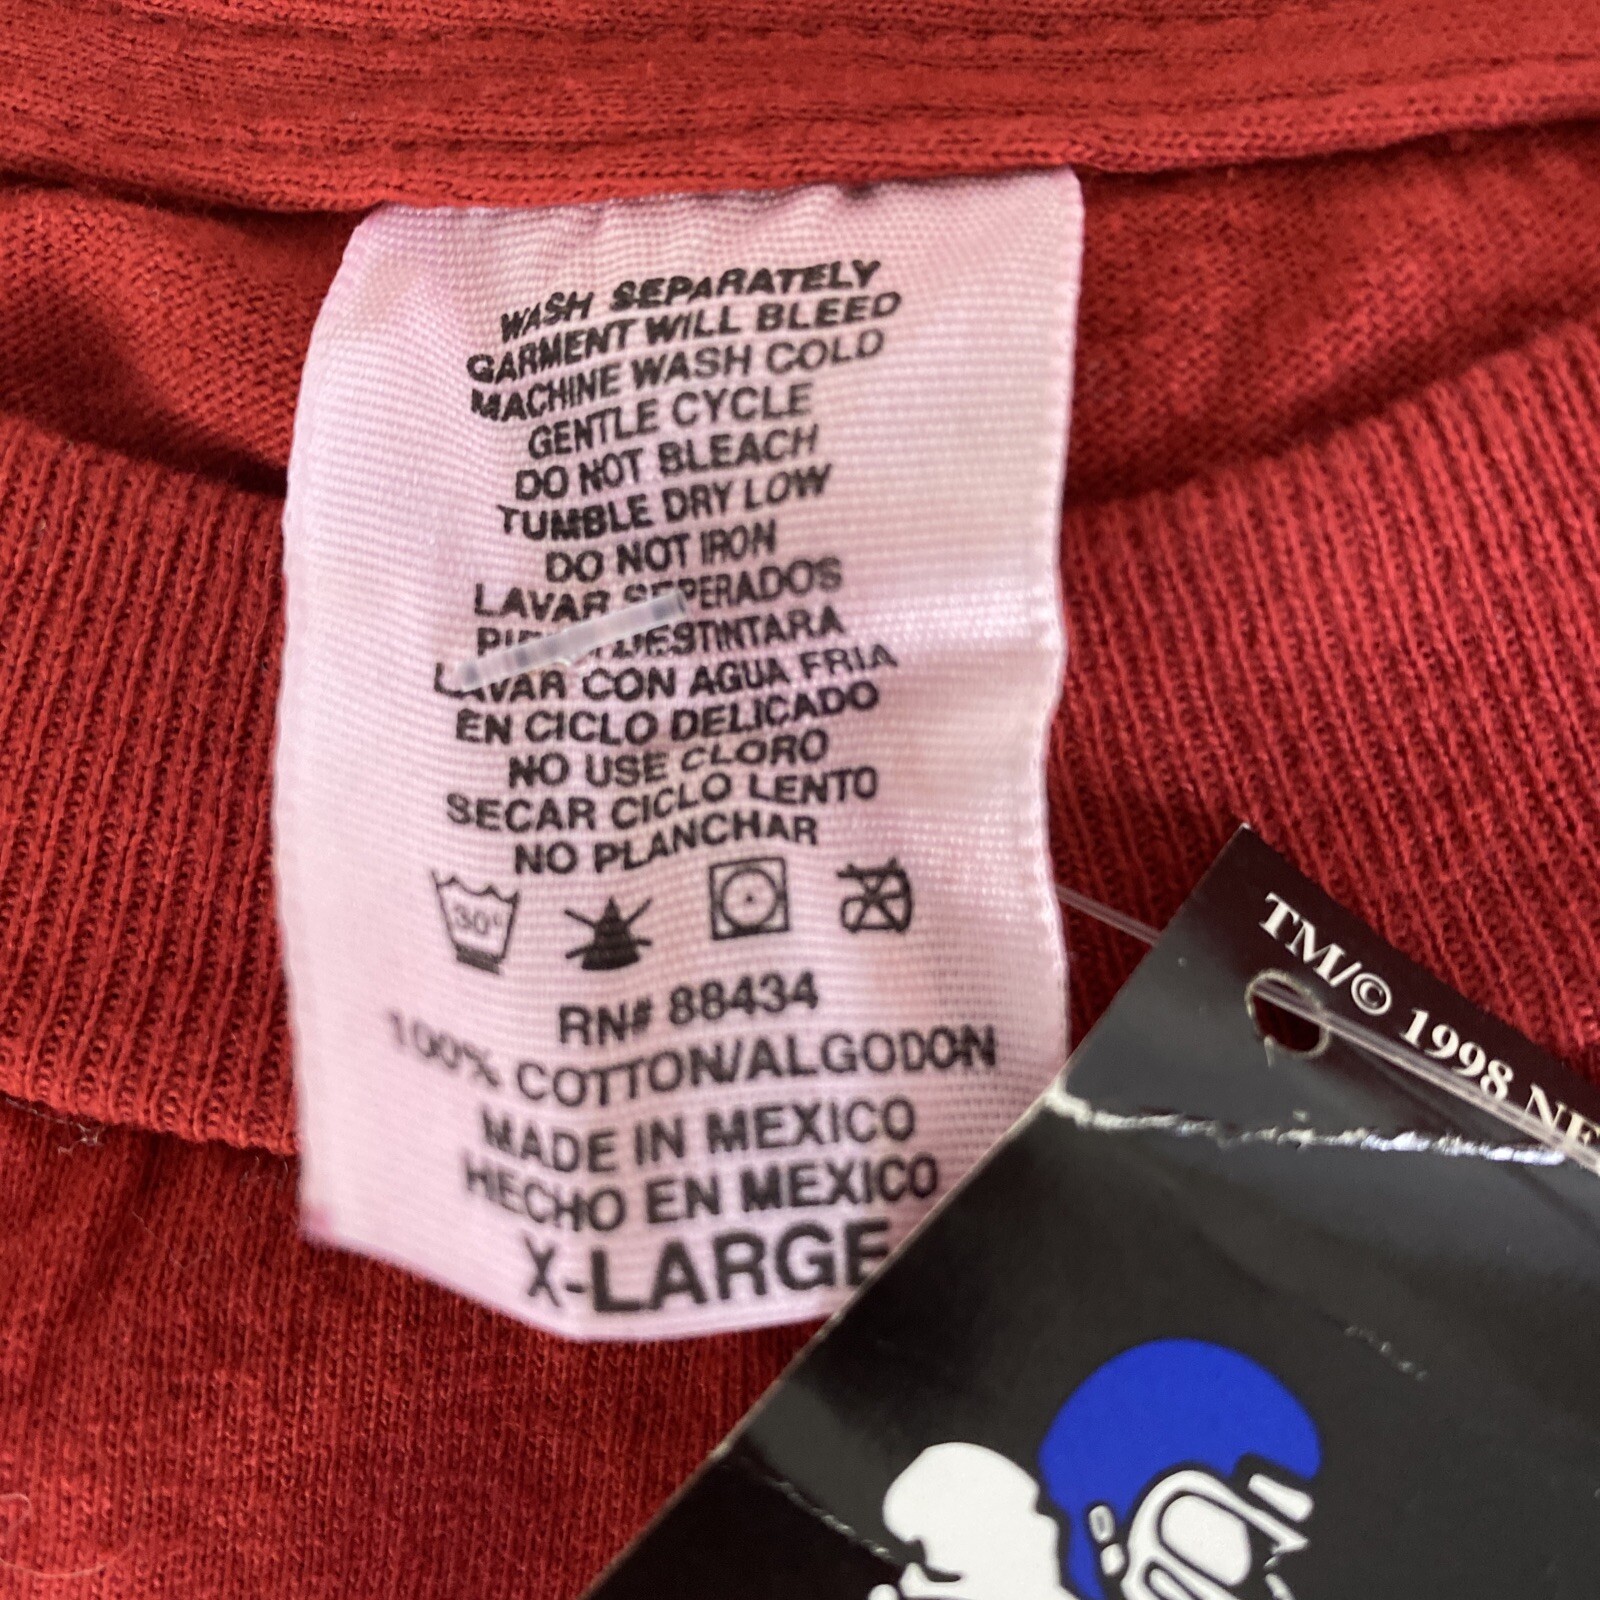 WASH SEPARATELY
GARMENT WILL BLEED
MACHINE WASH COLD
GENTLE CYCLE
DO NOT BLEACH
TUMBLE DRY LOW
DO NOT IRON
LAVAR SEPERADOS
DESTINTARA
LAVAR CON AGUA FRIA
EN CICLO DELICADO
NO USE CLORO
SECAR CICLO LENTO
NO PLANCHAR
30°
RN# 88434
100% COTTON/ALGODON
MADE IN MEXICO
HECHO EN MEXICO
X-LARGE
TM/© 1998